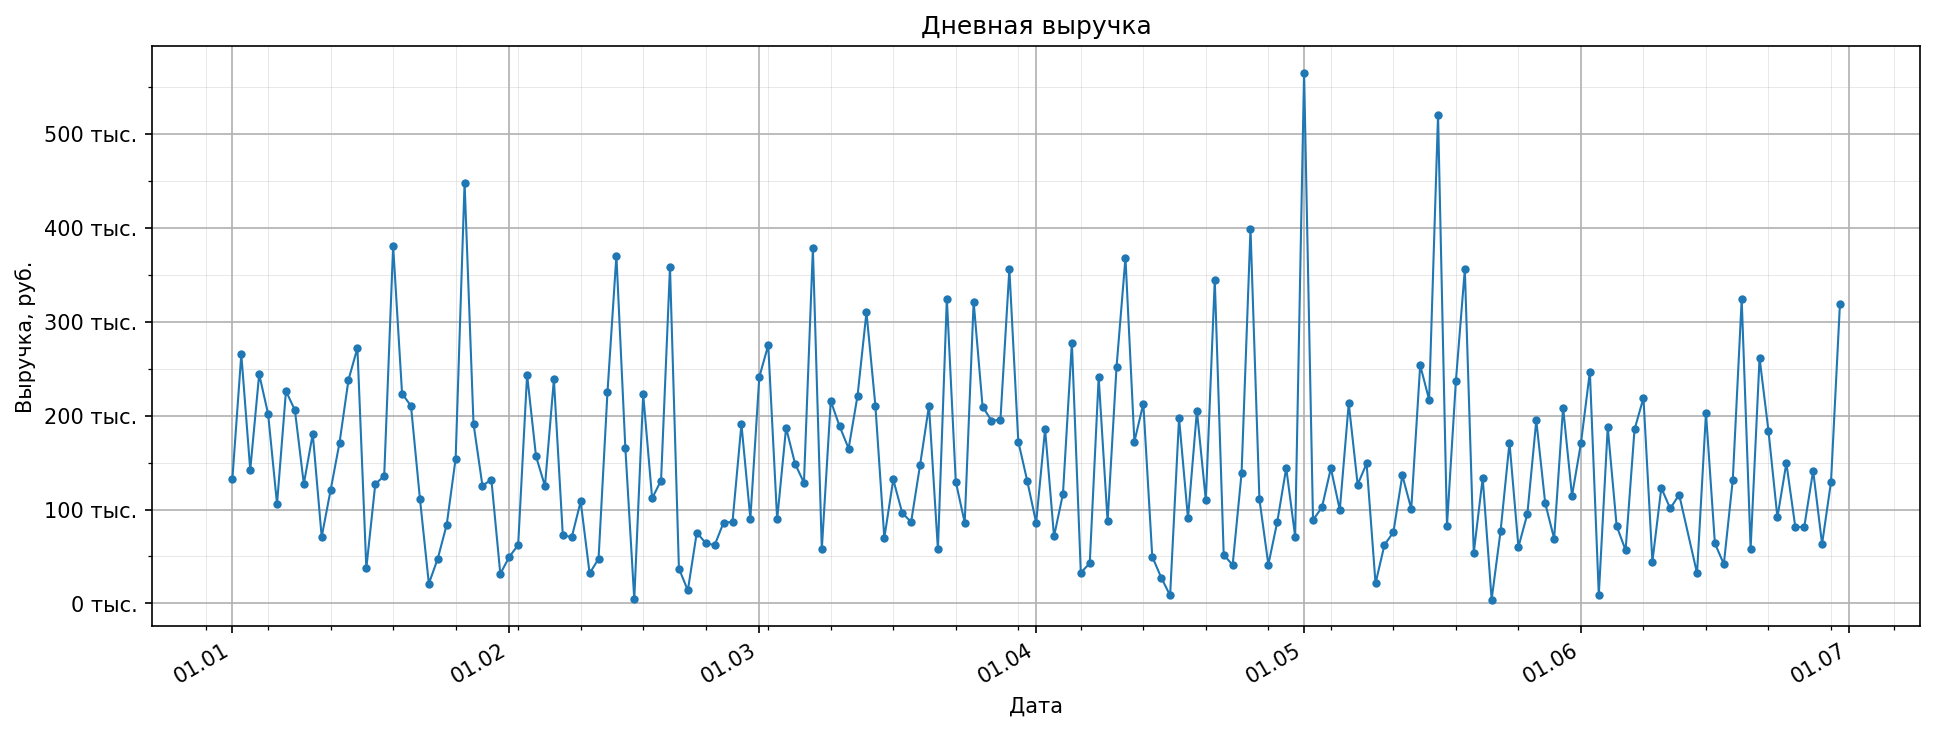 Дневная выручка
Выручка, руб.
500 тыс.
400 тыс.
300 тыс.
200 тыс.
100 тыс.
0 тыс.
01.01
01.02
01.03
01.04
01.05
01.06
01.07
Дата